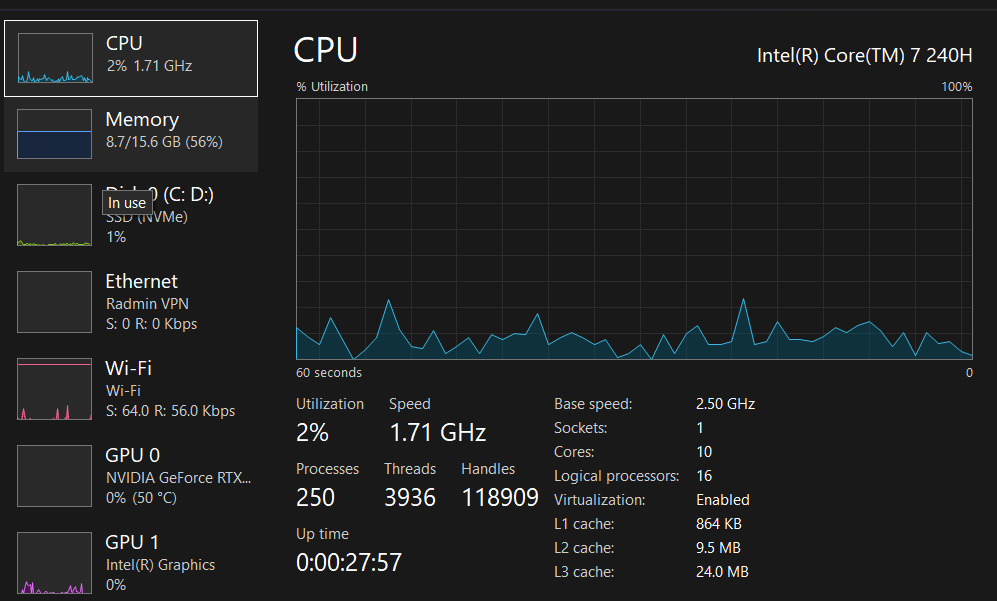 CPU
2% 1.71 GHz
Memory
8.7/15.6 GB (56%)
0 (C: D:)
In use
SSD (NVMe)
1%
Ethernet
Radmin VPN
S: 0 R: 0 Kbps
Wi-Fi
Wi-Fi
S: 64.0 R: 56.0 Kbps
GPU 0
NVIDIA GeForce RTX...
0% (50 °C)
GPU 1
Intel(R) Graphics
0%
CPU
Intel(R) Core(TM) 7 240H
% Utilization 100%
60 seconds 0
Utilization Speed
2% 1.71 GHz
Processes Threads Handles
250 3936 118909
Up time
0:00:27:57
Base speed: 2.50 GHz
Sockets: 1
Cores: 10
Logical processors: 16
Virtualization: Enabled
L1 cache: 864 KB
L2 cache: 9.5 MB
L3 cache: 24.0 MB